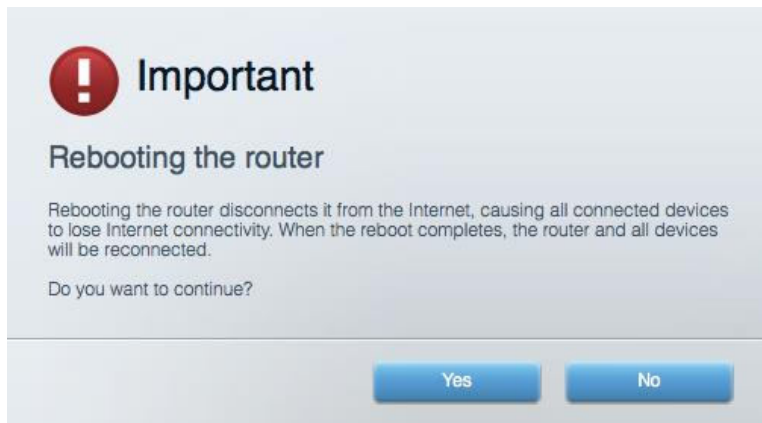 Important
Rebooting the router
Rebooting the router disconnects it from the Internet, causing all connected devices
to lose Internet connectivity. When the reboot completes, the router and all devices
will be reconnected.
Do you want to continue?
Yes No